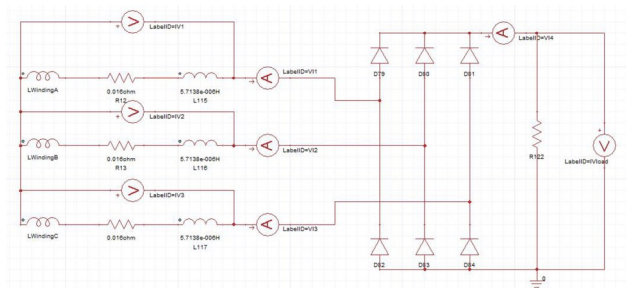 LabelID=IV1
LabelID=VI4
LabelID=VI1
D79
D80
D81
LWindingA
0.016ohm
R12
5.7138e-006H
L115
LabelID=IV2
LabelID=VI2
LWindingB
0.016ohm
R13
5.7138e-006H
L116
R122
LabelID=IVload
LabelID=IV3
LabelID=VI3
LWindingC
0.016ohm
R14
5.7138e-006H
L117
D82
D83
D84
0